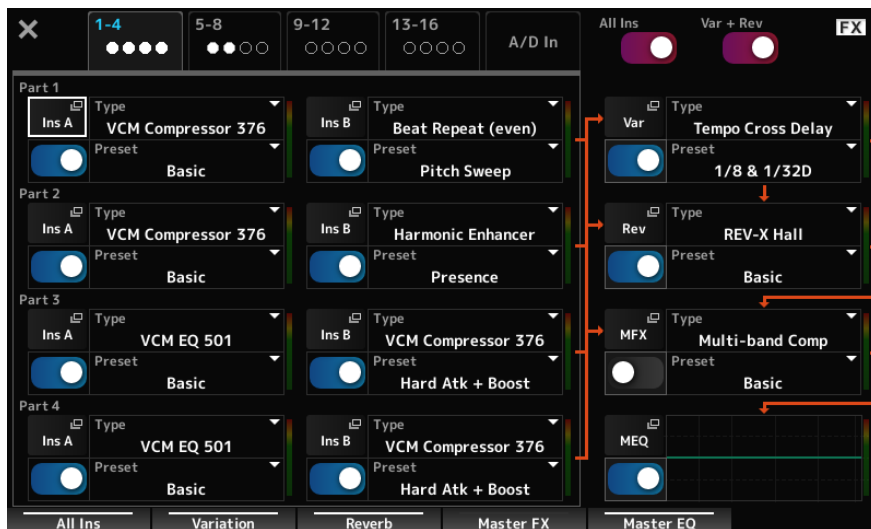 1-4 5-8 9-12 13-16 A/D In All Ins Var + Rev FX
Part 1
Ins A Type VCM Compressor 376 Ins B Type Beat Repeat (even) Var Type Tempo Cross Delay
Preset Basic Preset Pitch Sweep Preset 1/8 & 1/32D
Part 2
Ins A Type VCM Compressor 376 Ins B Type Harmonic Enhancer Rev Type REV-X Hall
Preset Basic Preset Presence Preset Basic
Part 3
Ins A Type VCM EQ 501 Ins B Type VCM Compressor 376 MFX Type Multi-band Comp
Preset Basic Preset Hard Atk + Boost Preset Basic
Part 4
Ins A Type VCM EQ 501 Ins B Type VCM Compressor 376 MEQ
Preset Basic Preset Hard Atk + Boost
All Ins Variation Reverb Master FX Master EQ